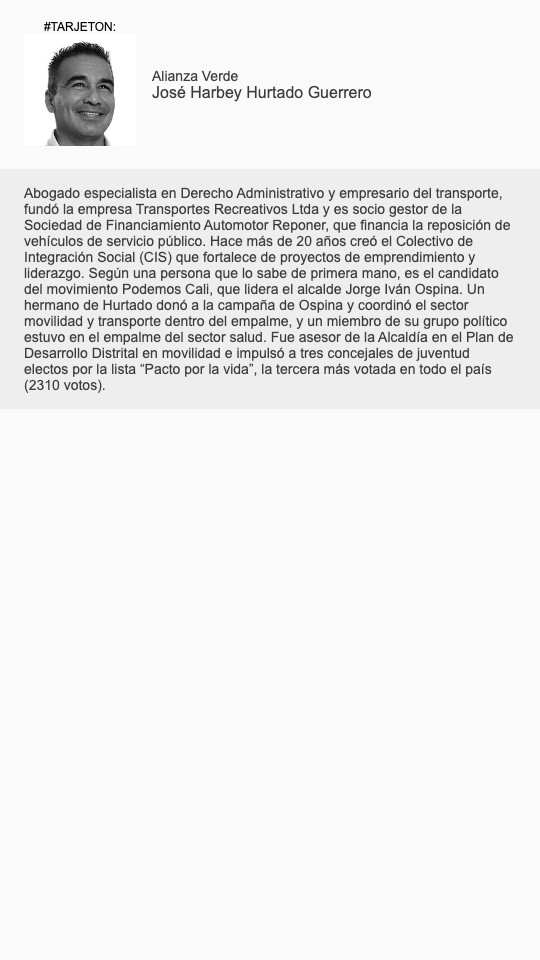 #TARJETON:
Alianza Verde
José Harbey Hurtado Guerrero
Abogado especialista en Derecho Administrativo y empresario del transporte,
fundó la empresa Transportes Recreativos Ltda y es socio gestor de la
Sociedad de Financiamiento Automotor Reponer, que financia la reposición de
vehículos de servicio público. Hace más de 20 años creó el Colectivo de
Integración Social (CIS) que fortalece de proyectos de emprendimiento y
liderazgo. Según una persona que lo sabe de primera mano, es el candidato
del movimiento Podemos Cali, que lidera el alcalde Jorge Iván Ospina. Un
hermano de Hurtado donó a la campaña de Ospina y coordinó el sector
movilidad y transporte dentro del empalme, y un miembro de su grupo político
estuvo en el empalme del sector salud. Fue asesor de la Alcaldía en el Plan de
Desarrollo Distrital en movilidad e impulsó a tres concejales de juventud
electos por la lista “Pacto por la vida”, la tercera más votada en todo el país
(2310 votos).